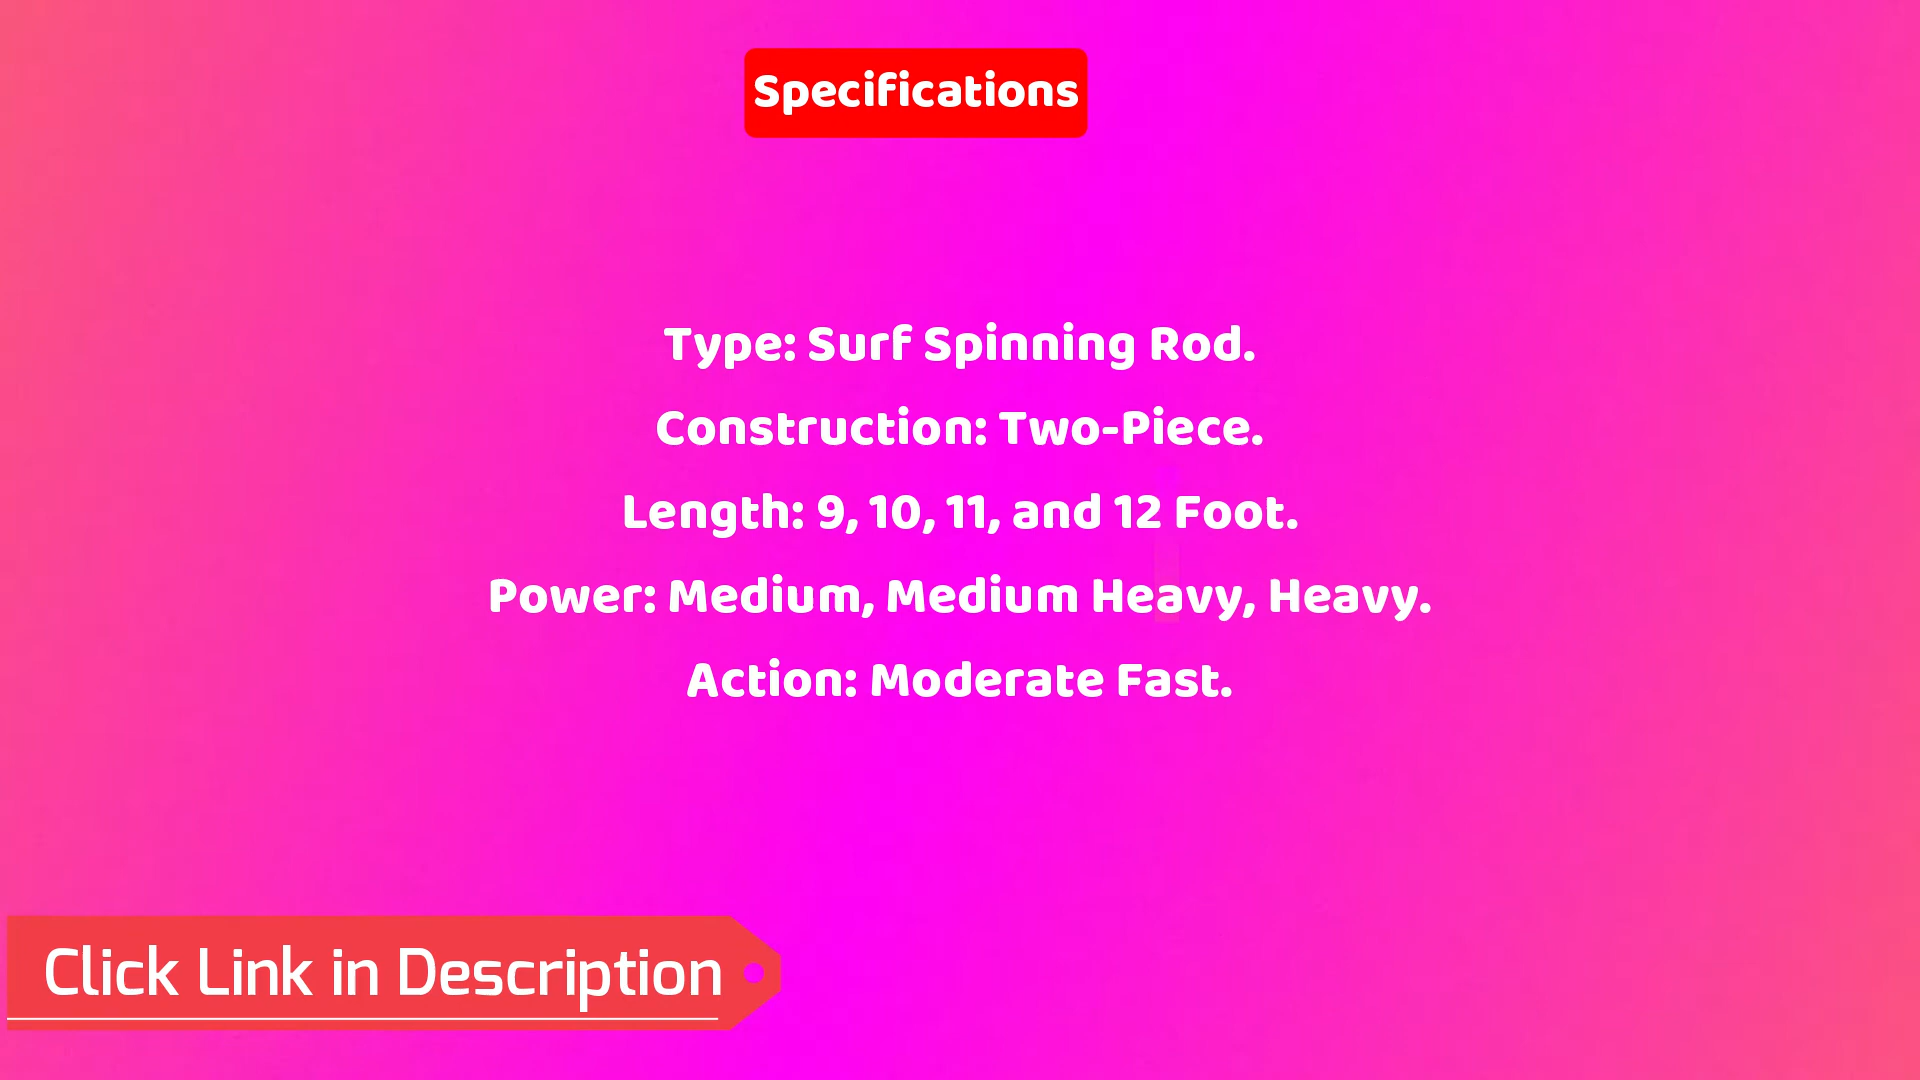 Specifications
Type: Surf Spinning Rod.
Construction: Two-Piece.
Length: 9, 10, 11, and 12 Foot.
Power: Medium, Medium Heavy, Heavy.
Action: Moderate Fast.
Click Link in Description